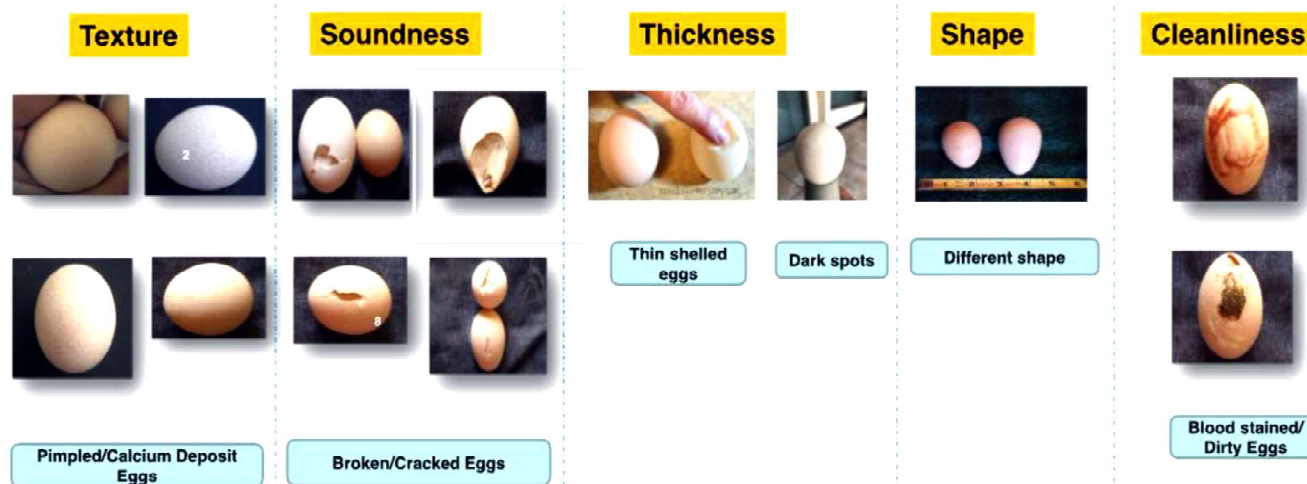 Texture
Soundness
Thickness
Shape
Cleanliness
2
8
Thin shelled
eggs
Dark spots
Different shape
Pimpled/Calcium Deposit
Eggs
Broken/Cracked Eggs
Blood stained/
Dirty Eggs